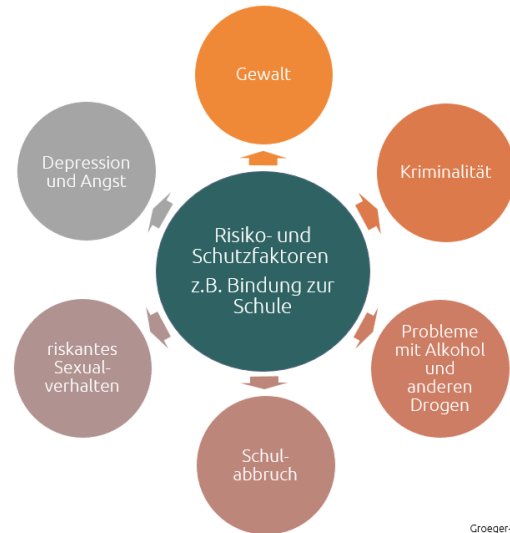 Gewalt
Depression
und Angst
Kriminalität
Risiko- und
Schutzfaktoren
z.B. Bindung zur
Schule
riskantes
Sexual-
verhalten
Probleme
mit Alkohol
und
anderen
Drogen
Schul-
abbruch
Groeger-